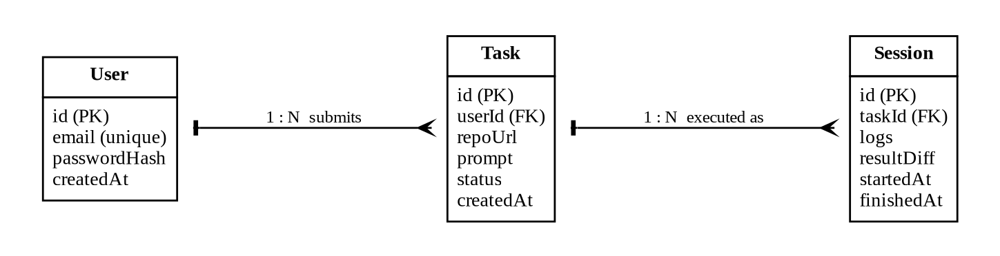 User
id (PK)
email (unique)
passwordHash
createdAt
1 : N submits
Task
id (PK)
userId (FK)
repoUrl
prompt
status
createdAt
1 : N executed as
Session
id (PK)
taskId (FK)
logs
resultDiff
startedAt
finishedAt